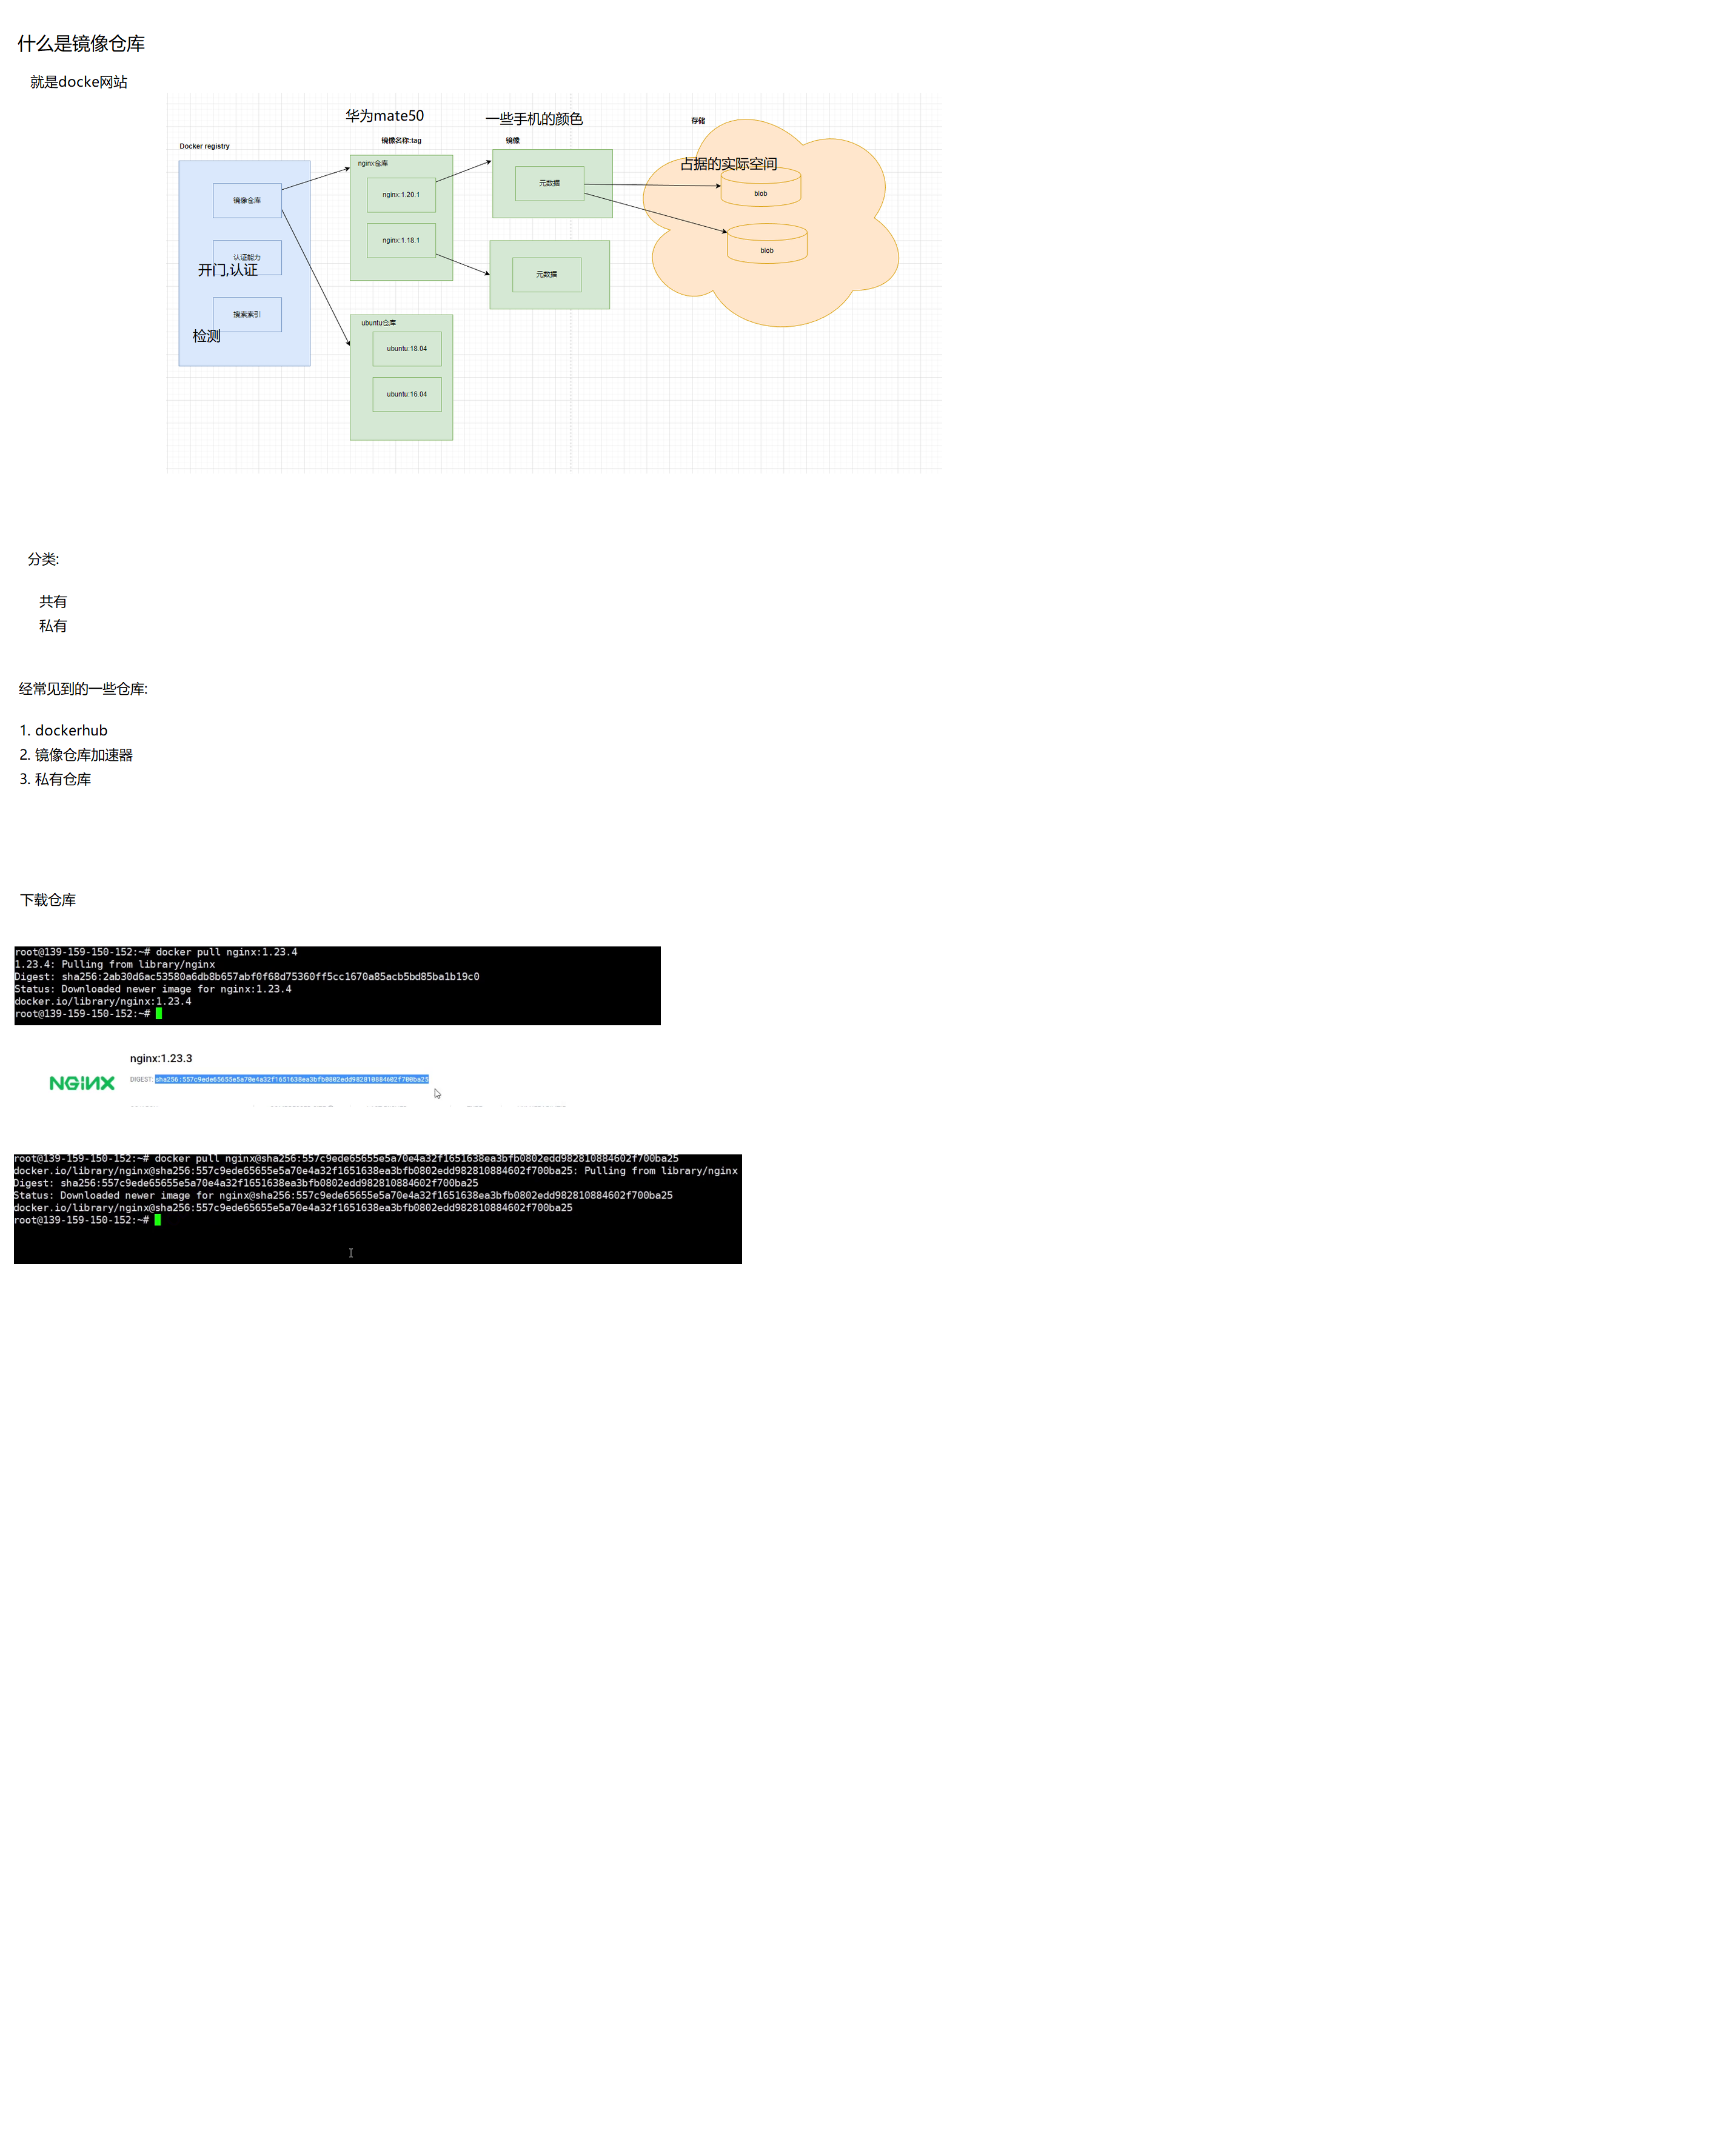 什么是镜像仓库
就是docke网站
华为mate50
一些手机的颜色
存储
镜像名称:tag
镜像
Docker registry
占据的实际空间
nginx仓库
镜像仓库
nginx:1.20.1
元数据
blob
nginx:1.18.1
blob
认证能力
开门,认证
元数据
搜索索引
检测
ubuntu仓库
ubuntu:18.04
ubuntu:16.04
分类:
共有
私有
经常见到的一些仓库:
1. dockerhub
2. 镜像仓库加速器
3. 私有仓库
下载仓库
root@139-159-150-152:~# docker pull nginx:1.23.4
1.23.4: Pulling from library/nginx
Digest: sha256:2ab30d6ac53580a6db8b657abf0f68d75360ff5cc1670a85acb5bd85ba1b19c0
Status: Downloaded newer image for nginx:1.23.4
docker.io/library/nginx:1.23.4
root@139-159-150-152:~#
nginx:1.23.3
NGINX
DIGEST: sha256:557c9ede65655e5a70e4a32f1651638ea3bfb0802edd982810884602f700ba25
root@139-159-150-152:~# docker pull nginx@sha256:557c9ede65655e5a70e4a32f1651638ea3bfb0802edd982810884602f700ba25
docker.io/library/nginx@sha256:557c9ede65655e5a70e4a32f1651638ea3bfb0802edd982810884602f700ba25: Pulling from library/nginx
Digest: sha256:557c9ede65655e5a70e4a32f1651638ea3bfb0802edd982810884602f700ba25
Status: Downloaded newer image for nginx@sha256:557c9ede65655e5a70e4a32f1651638ea3bfb0802edd982810884602f700ba25
docker.io/library/nginx@sha256:557c9ede65655e5a70e4a32f1651638ea3bfb0802edd982810884602f700ba25
root@139-159-150-152:~#